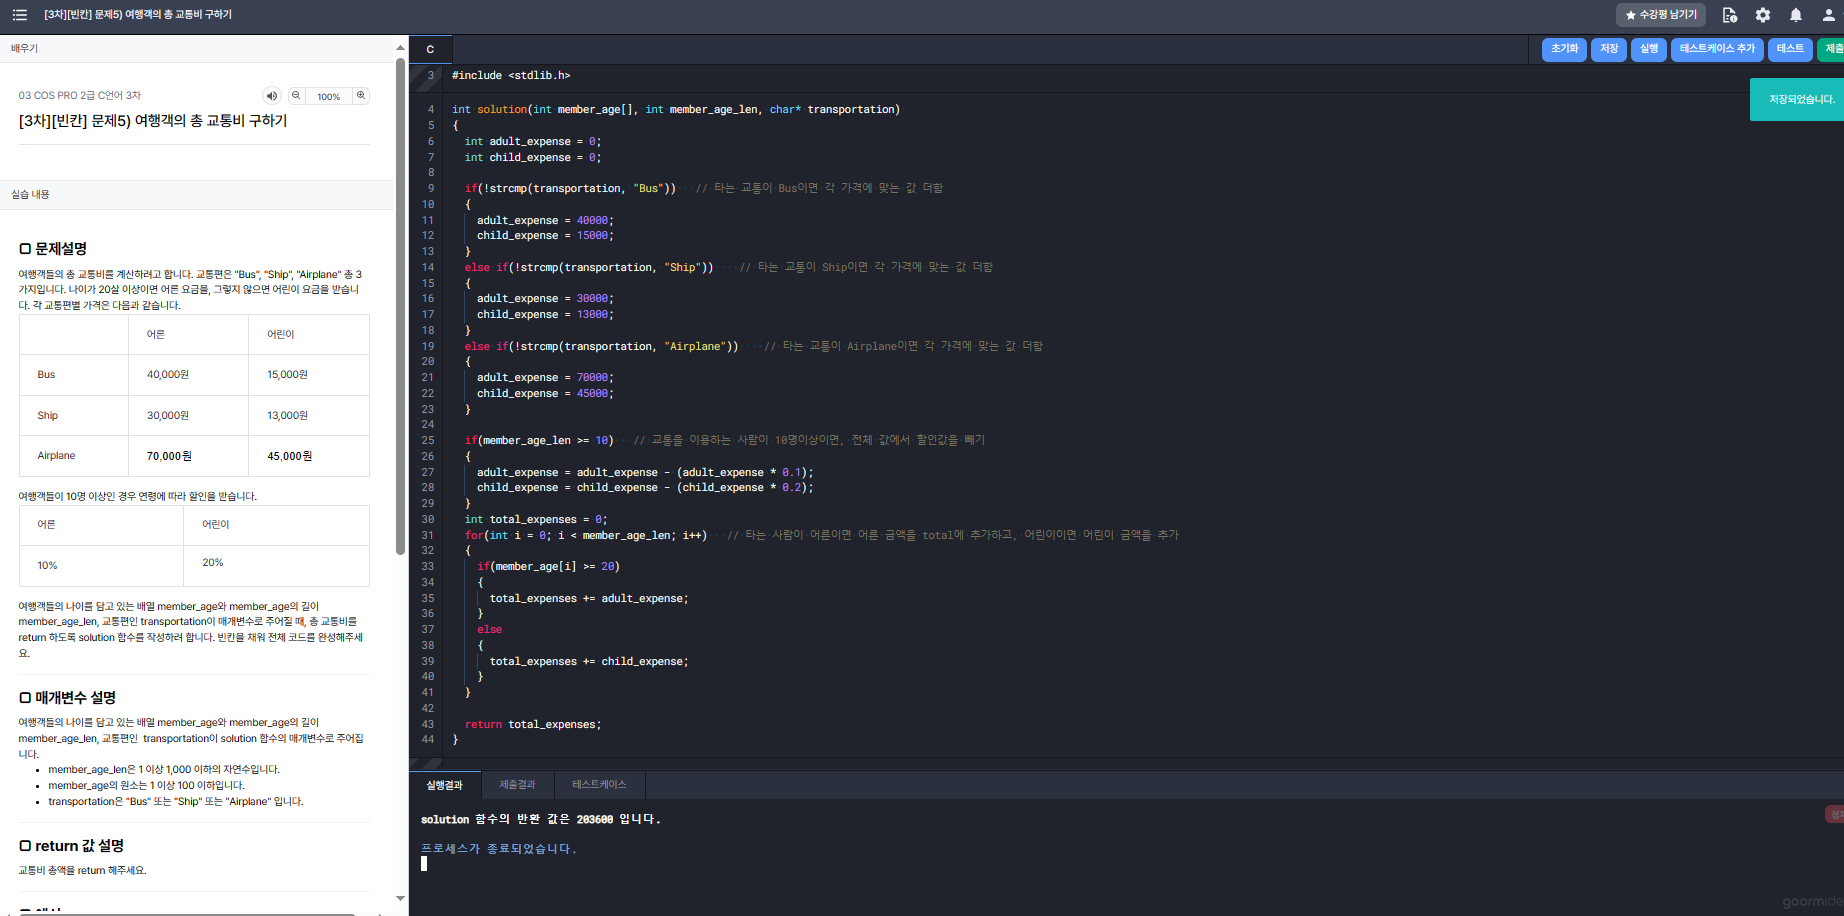 [3차][빈칸] 문제5) 여행객의 총 교통비 구하기
★ 수강평 남기기
배우기
03 COS PRO 2급 C언어 3차
100%
[3차][빈칸] 문제5) 여행객의 총 교통비 구하기
실습 내용
문제설명
여행객들의 총 교통비를 계산하려고 합니다. 교통편은 "Bus", "Ship", "Airplane" 총 3
가지입니다. 나이가 20살 이상이면 어른 요금을, 그렇지 않으면 어린이 요금을 받습니
다. 각 교통편별 가격은 다음과 같습니다.
어른 어린이
Bus 40,000원 15,000원
Ship 30,000원 13,000원
Airplane 70,000원 45,000원
여행객들이 10명 이상인 경우 연령에 따라 할인을 받습니다.
어른 어린이
10% 20%
여행객들의 나이를 담고 있는 배열 member_age와 member_age의 길이
member_age_len, 교통편인 transportation이 매개변수로 주어질 때, 총 교통비를
return 하도록 solution 함수를 작성하려 합니다. 빈칸을 채워 전체 코드를 완성해주세
요.
매개변수 설명
여행객들의 나이를 담고 있는 배열 member_age와 member_age의 길이
member_age_len, 교통편인 transportation이 solution 함수의 매개변수로 주어집
니다.
• member_age_len은 1 이상 1,000 이하의 자연수입니다.
• member_age의 원소는 1 이상 100 이하입니다.
• transportation은 "Bus" 또는 "Ship" 또는 "Airplane" 입니다.
return 값 설명
교통비 총액을 return 해주세요.
C
초기화 저장 실행 테스트케이스 추가 테스트 제출
저장되었습니다.
3 #include <stdlib.h>
4 int solution(int member_age[], int member_age_len, char* transportation)
5 {
6 int adult_expense = 0;
7 int child_expense = 0;
8
9 if(!strcmp(transportation, "Bus")) // 타는 교통이 Bus이면 각 가격에 맞는 값 더함
10 {
11 adult_expense = 40000;
12 child_expense = 15000;
13 }
14 else if(!strcmp(transportation, "Ship")) // 타는 교통이 Ship이면 각 가격에 맞는 값 더함
15 {
16 adult_expense = 30000;
17 child_expense = 13000;
18 }
19 else if(!strcmp(transportation, "Airplane")) // 타는 교통이 Airplane이면 각 가격에 맞는 값 더함
20 {
21 adult_expense = 70000;
22 child_expense = 45000;
23 }
24
25 if(member_age_len >= 10) // 교통을 이용하는 사람이 10명이상이면, 전체 값에서 할인값을 빼기
26 {
27 adult_expense = adult_expense - (adult_expense * 0.1);
28 child_expense = child_expense - (child_expense * 0.2);
29 }
30 int total_expenses = 0;
31 for(int i = 0; i < member_age_len; i++) // 타는 사람이 어른이면 어른 금액을 total에 추가하고, 어린이이면 어린이 금액을 추가
32 {
33 if(member_age[i] >= 20)
34 {
35 total_expenses += adult_expense;
36 }
37 else
38 {
39 total_expenses += child_expense;
40 }
41 }
42
43 return total_expenses;
44 }
실행결과 제출결과 테스트케이스
solution 함수의 반환 값은 203600 입니다.
프로세스가 종료되었습니다.
goormide